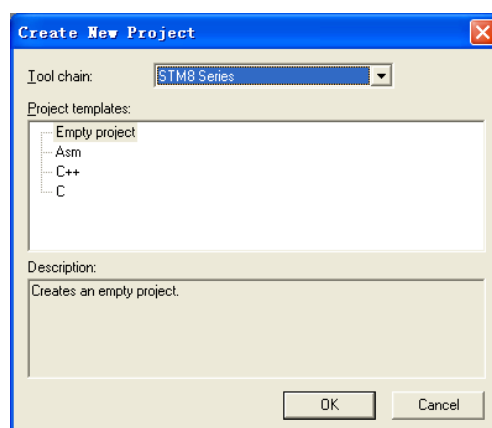 Create New Project
Tool chain: STM8 Series
Project templates:
Empty project
Asm
C++
C
Description:
Creates an empty project.
OK Cancel